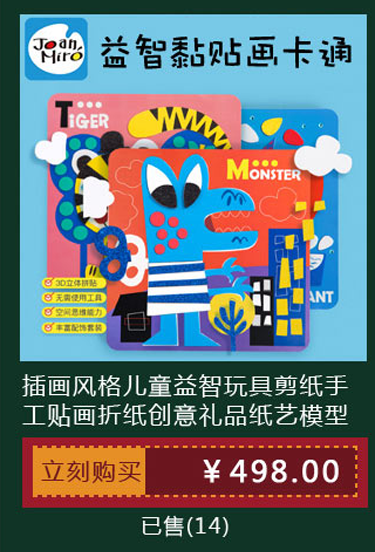 Joan Miro
益智黏贴画卡通
TIGER
MONSTER
ANT
3D立体拼贴
无需使用工具
空间思维能力
丰富配饰套装
插画风格儿童益智玩具剪纸手
工贴画折纸创意礼品纸艺模型
立刻购买
￥498.00
已售(14)